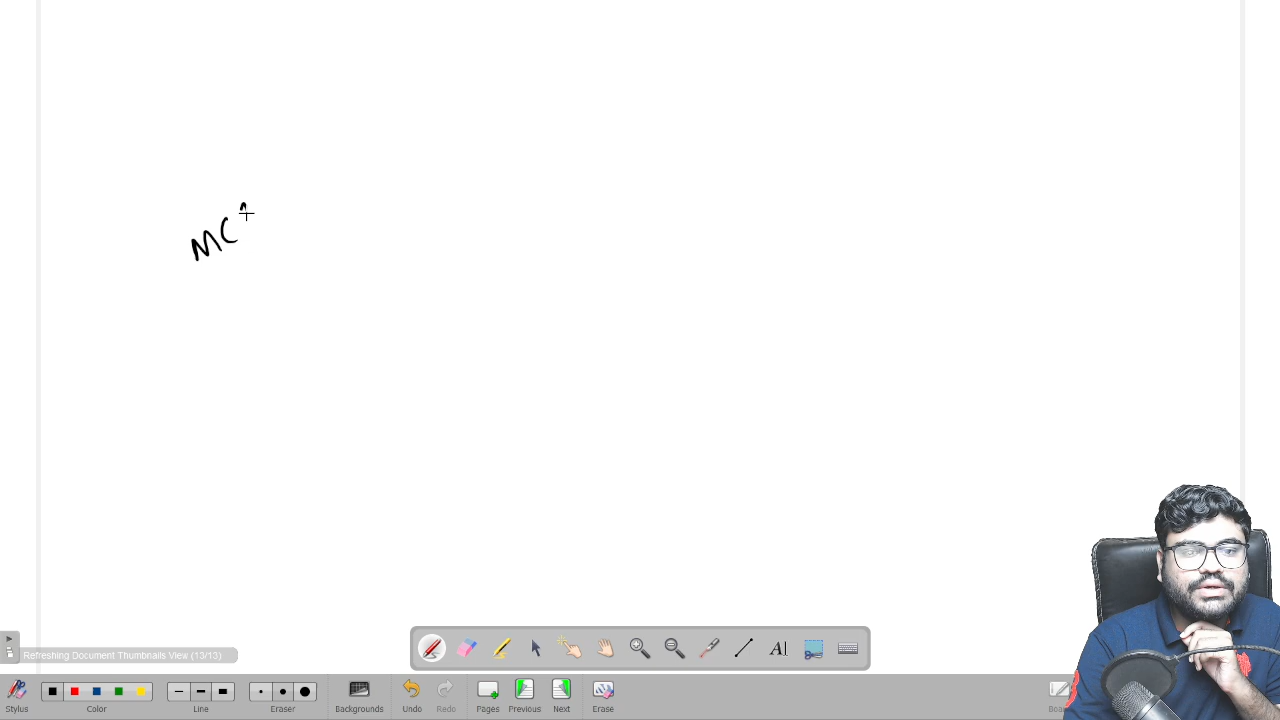 MC
Refreshing Document Thumbnails View (13/13)
Stylus
Color
Line
Eraser
Backgrounds
Undo
Redo
Pages
Previous
Next
Erase